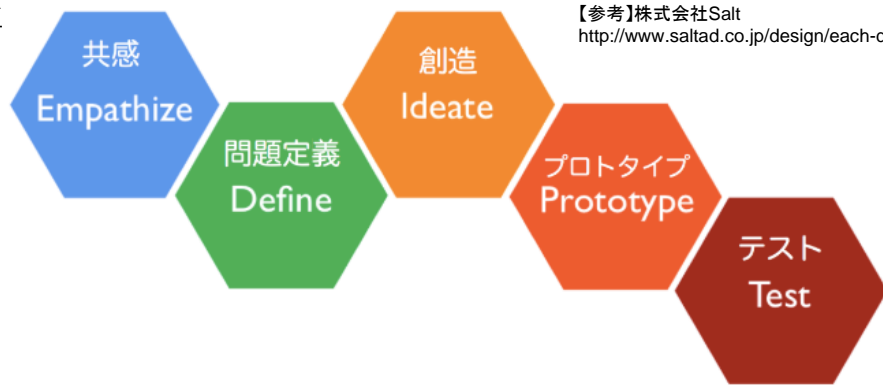 【参考】株式会社Salt
http://www.saltad.co.jp/design/each-
共感
Empathize
問題定義
Define
創造
Ideate
プロトタイプ
Prototype
テスト
Test